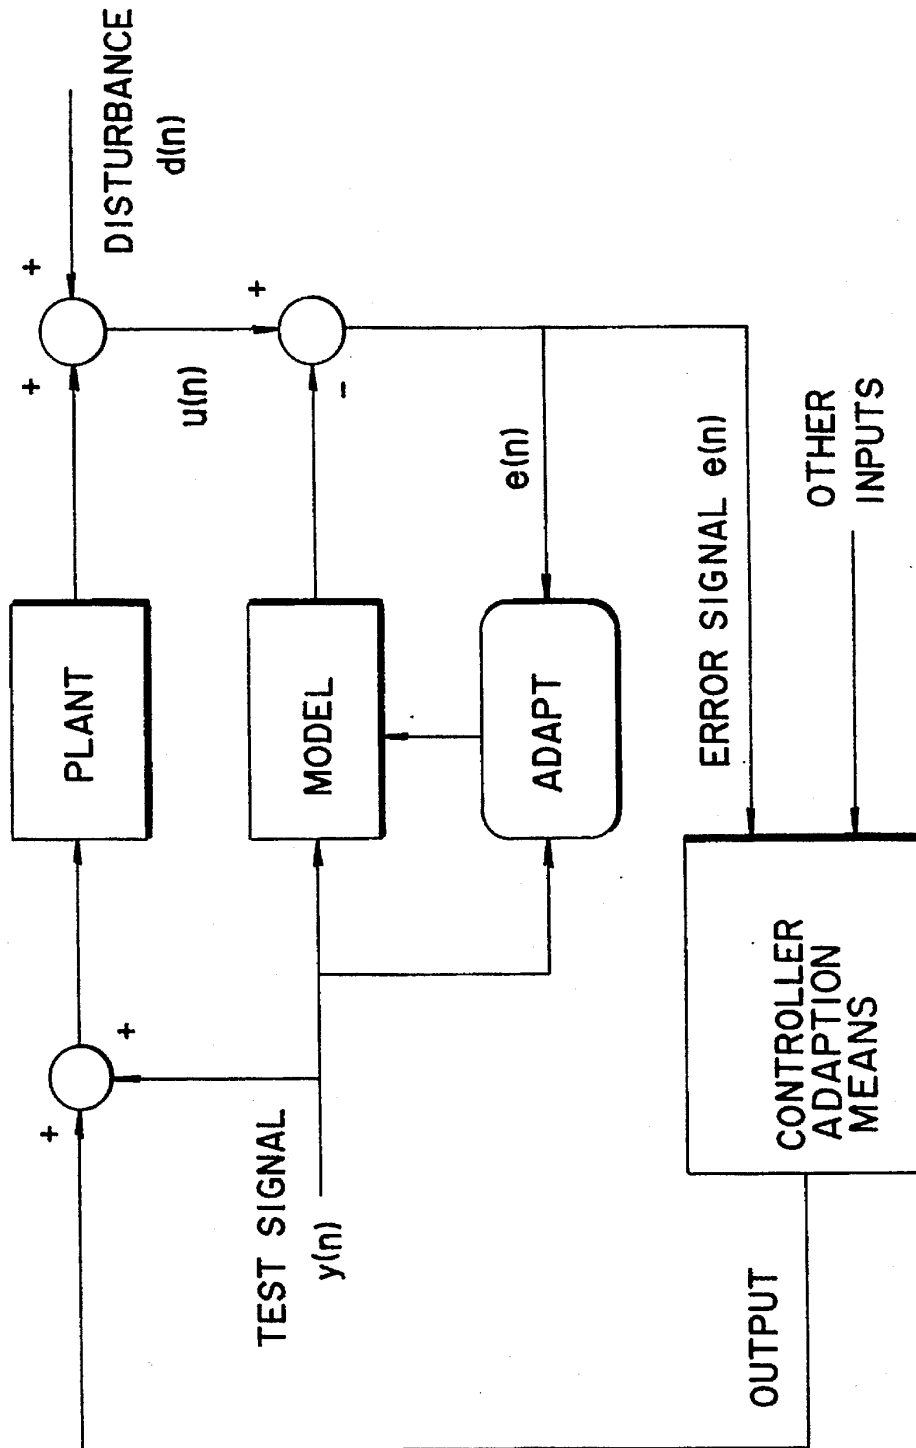 +
+
PLANT
+
+
DISTURBANCE
d(n)
u(n)
TEST SIGNAL
y(n)
MODEL
-
+
ADAPT
e(n)
ERROR SIGNAL e(n)
OTHER
INPUTS
CONTROLLER
ADAPTION
MEANS
OUTPUT